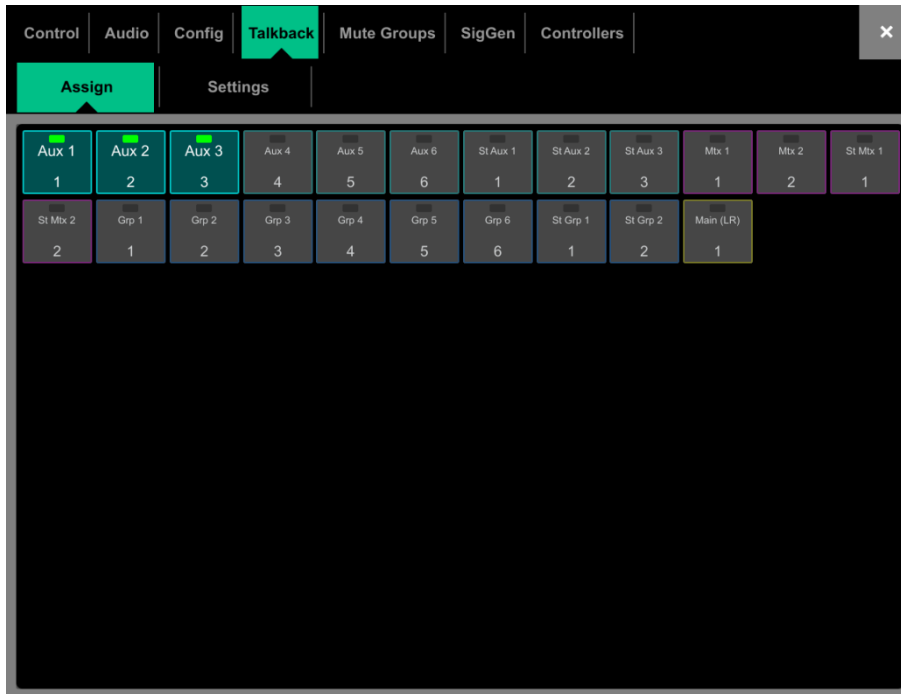 Control Audio Config Talkback Mute Groups SigGen Controllers ×
Assign Settings
Aux 1 Aux 2 Aux 3 Aux 4 Aux 5 Aux 6 St Aux 1 St Aux 2 St Aux 3 Mtx 1 Mtx 2 St Mtx 1
1 2 3 4 5 6 1 2 3 1 2 1
St Mtx 2 Grp 1 Grp 2 Grp 3 Grp 4 Grp 5 Grp 6 St Grp 1 St Grp 2 Main (LR)
2 1 2 3 4 5 6 1 2 1